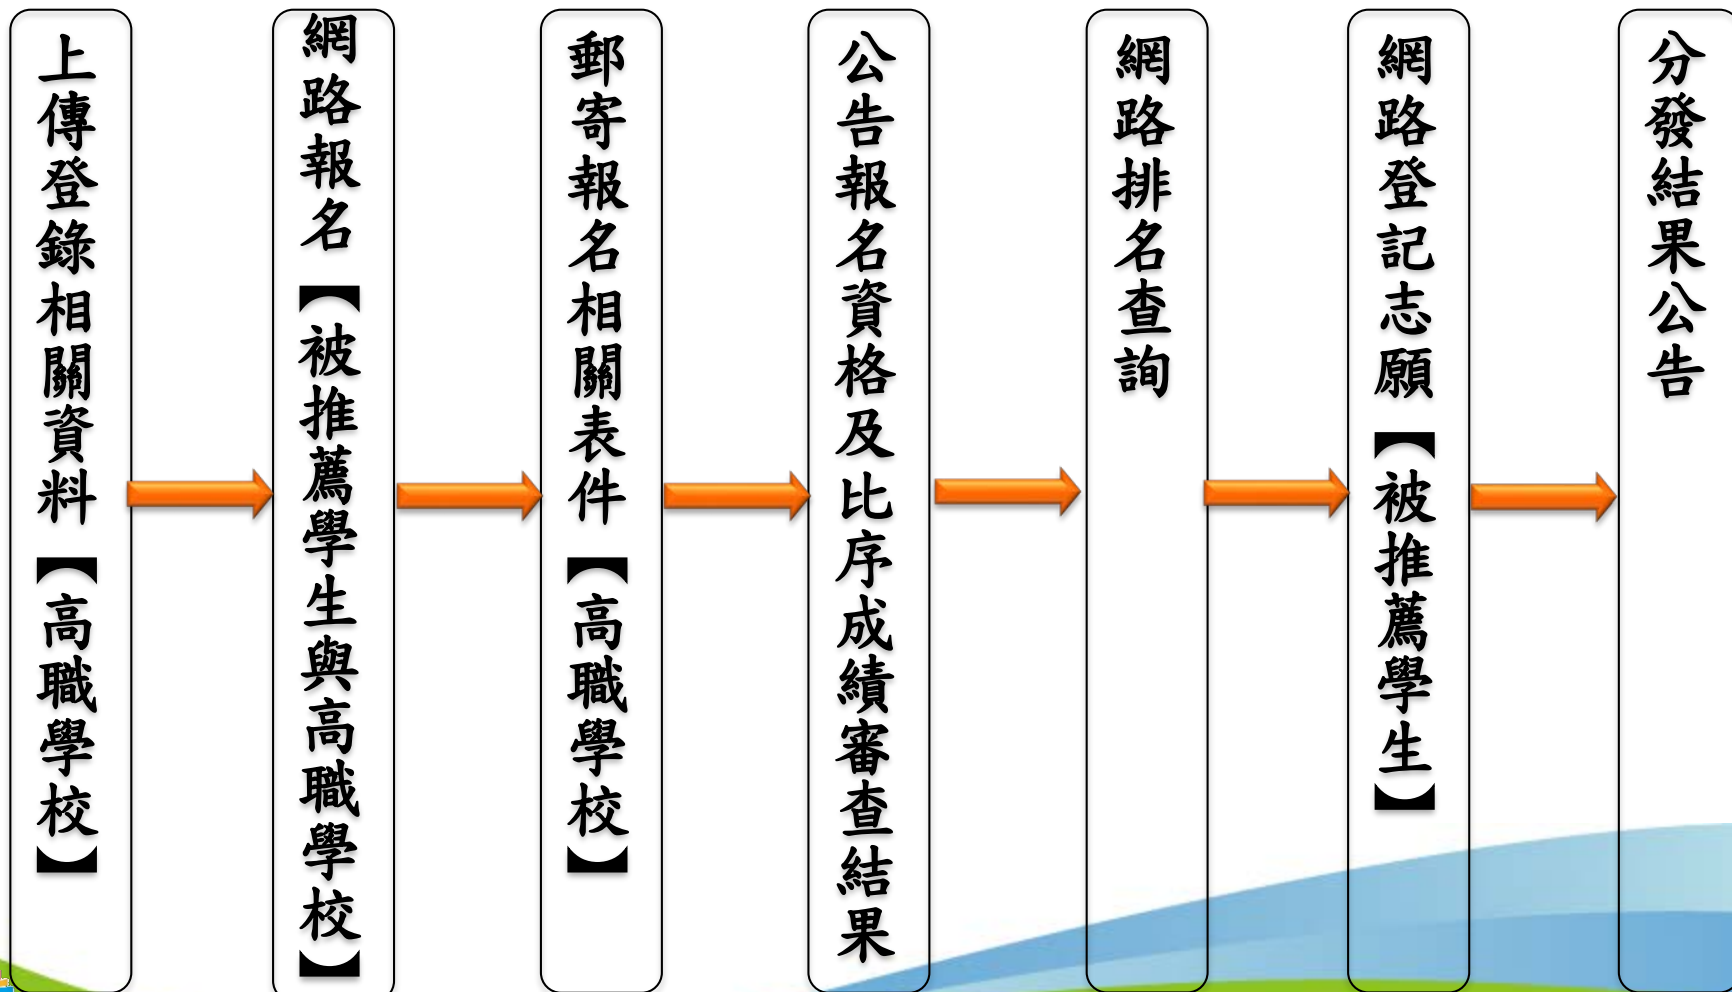 上傳登錄相關資料【高職學校】
網路報名【被推薦學生與高職學校】
郵寄報名相關表件【高職學校】
公告報名資格及比序成績審查結果
網路排名查詢
網路登記志願【被推薦學生】
分發結果公告